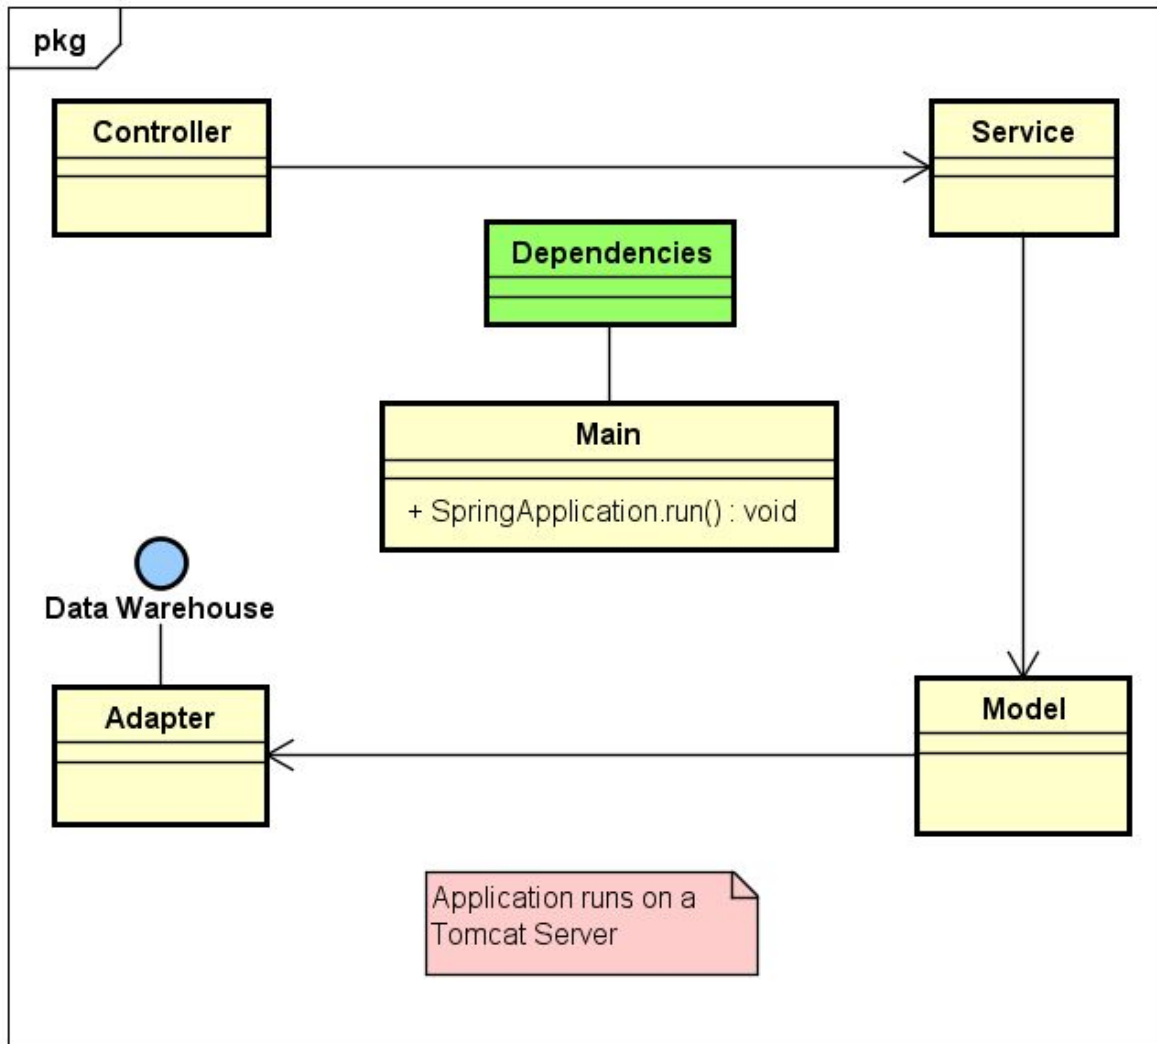 pkg
Controller
Service
Dependencies
Main
+ SpringApplication.run() : void
Data Warehouse
Adapter
Model
Application runs on a
Tomcat Server